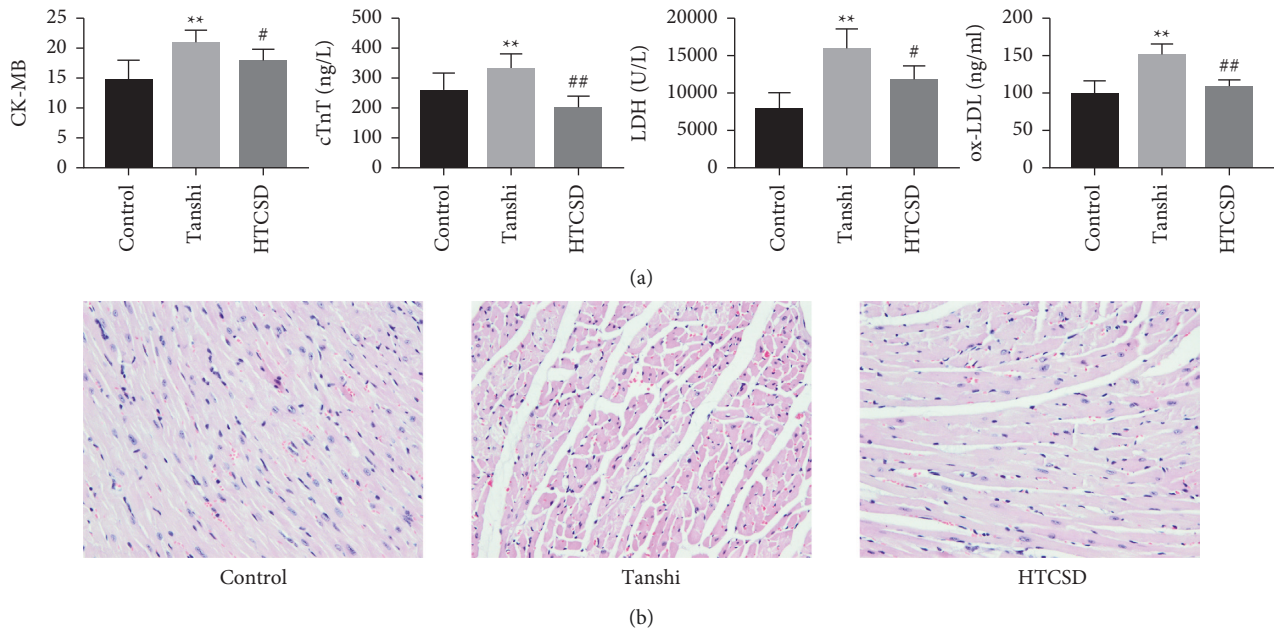 CK-MB
25
20
15
10
5
0
**
#
Control
Tanshi
HTCSD
cTnT (ng/L)
500
400
300
200
100
0
**
##
Control
Tanshi
HTCSD
LDH (U/L)
20000
15000
10000
5000
0
**
#
Control
Tanshi
HTCSD
ox-LDL (ng/ml)
200
150
100
50
0
**
##
Control
Tanshi
HTCSD
(a)
Control
Tanshi
HTCSD
(b)